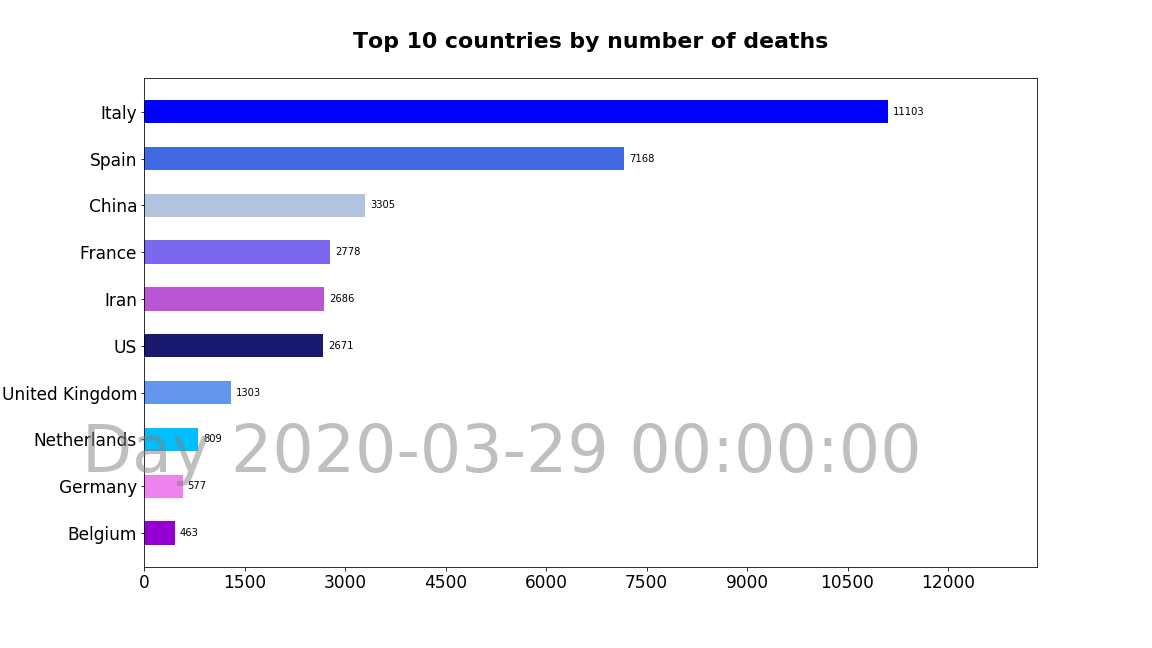 Top 10 countries by number of deaths
Italy 11103
Spain 7168
China 3305
France 2778
Iran 2686
US 2671
United Kingdom 1303
Netherlands 809
Day 2020-03-29 00:00:00
Germany 577
Belgium 463
0 1500 3000 4500 6000 7500 9000 10500 12000